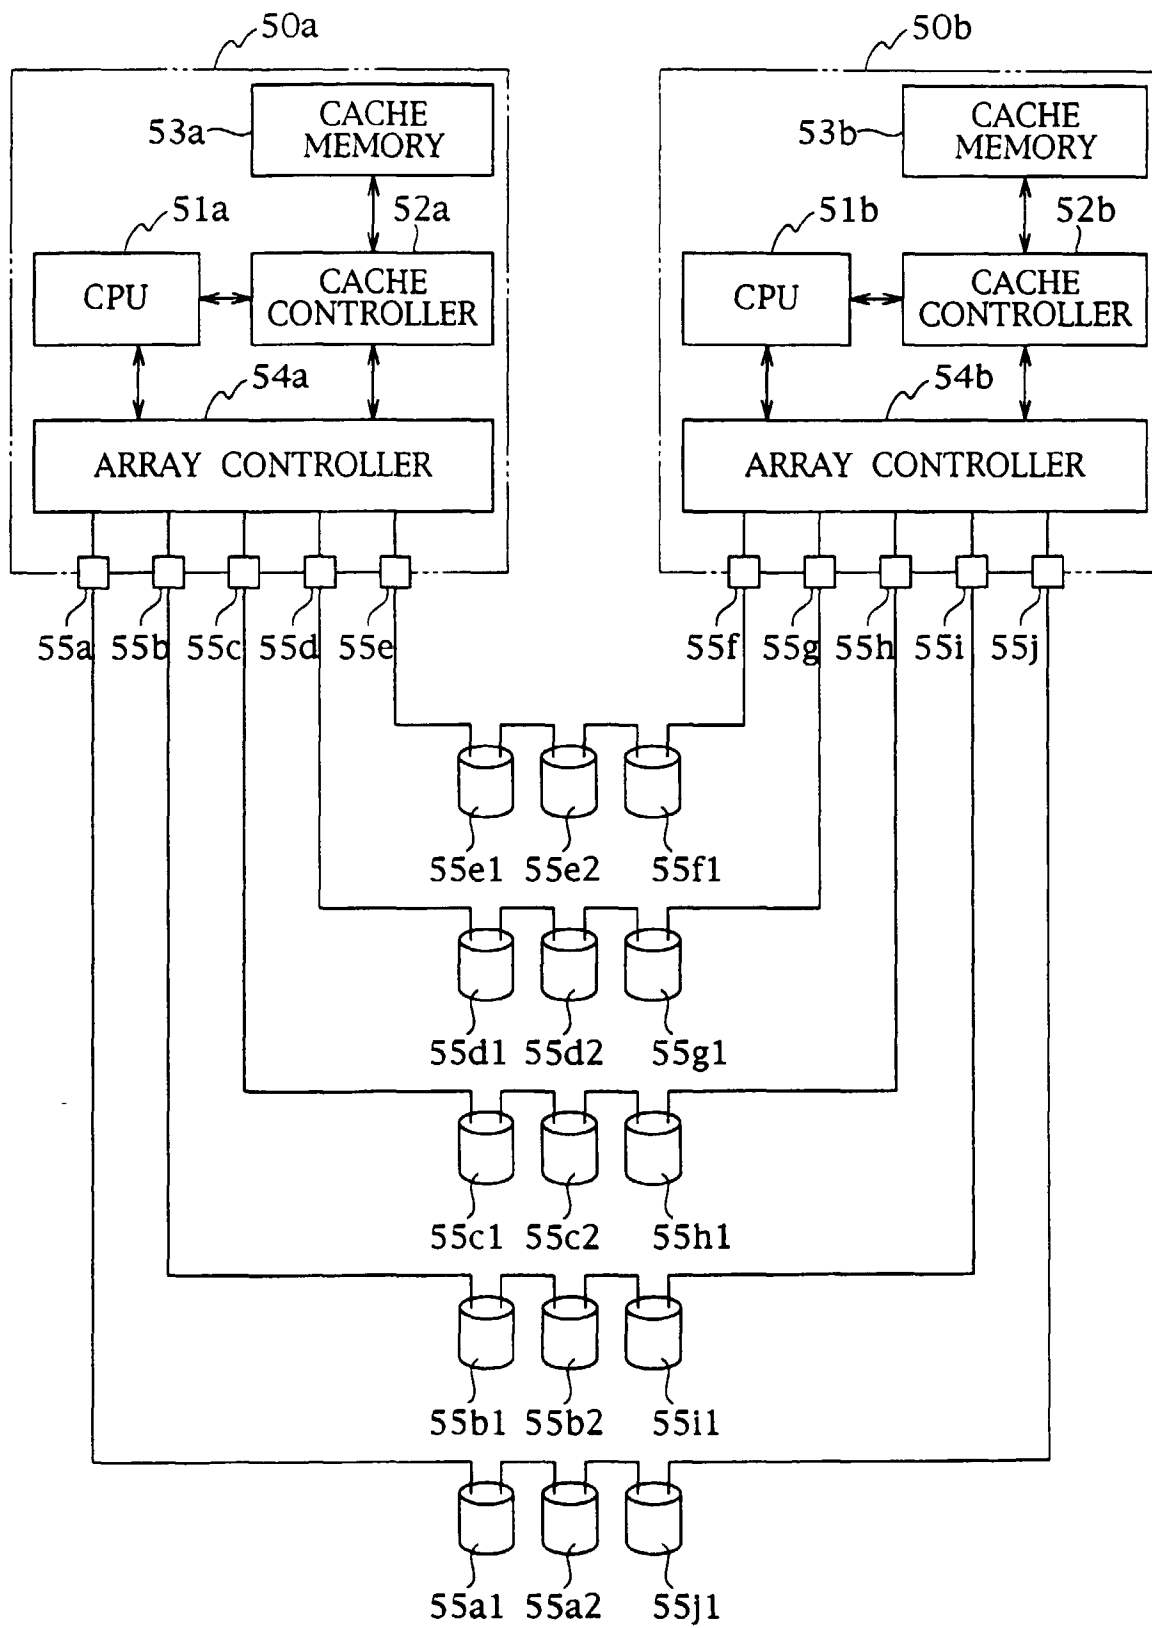 50a
50b
CACHE
MEMORY
53a
CACHE
MEMORY
53b
51a
52a
51b
52b
CPU
CACHE
CONTROLLER
CPU
CACHE
CONTROLLER
54a
54b
ARRAY CONTROLLER
ARRAY CONTROLLER
55a
55b
55c
55d
55e
55f
55g
55h
55i
55j
55e1
55e2
55f1
55d1
55d2
55g1
55c1
55c2
55h1
55b1
55b2
55i1
55a1
55a2
55j1